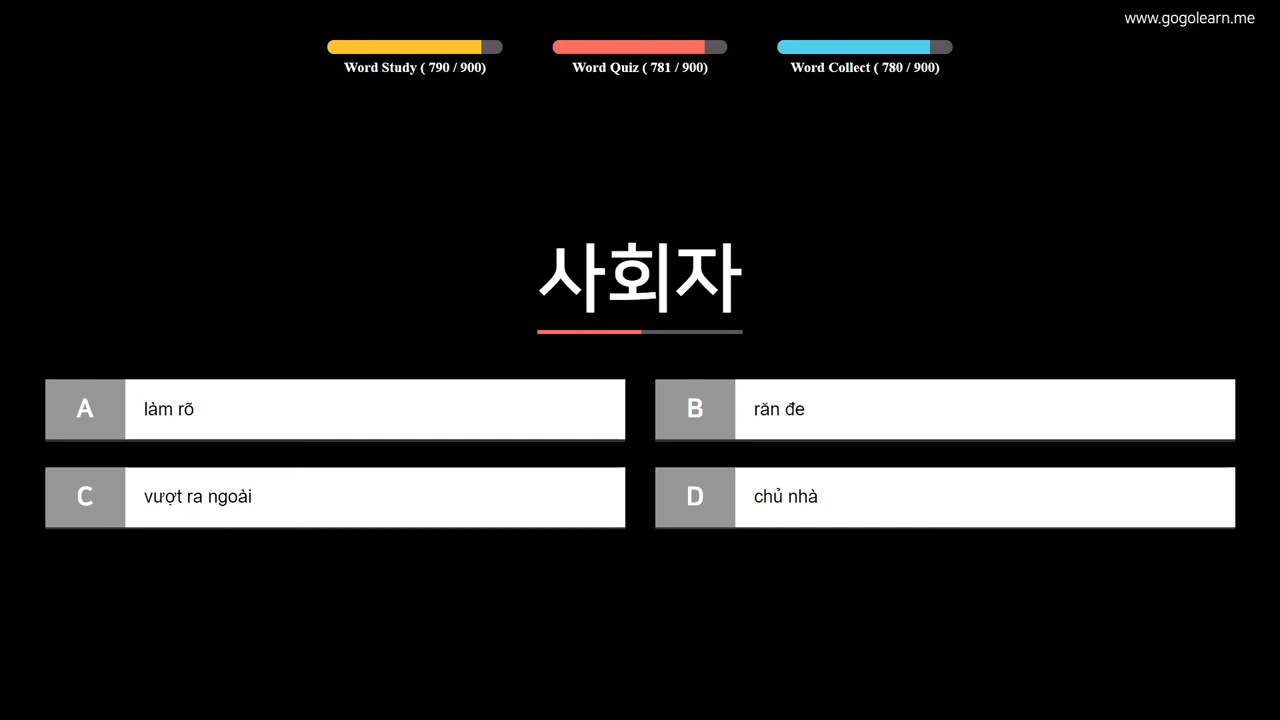 www.gogolearn.me
Word Study ( 790 / 900)
Word Quiz ( 781 / 900)
Word Collect ( 780 / 900)
사회자
A làm rõ
B răn đe
C vượt ra ngoài
D chủ nhà